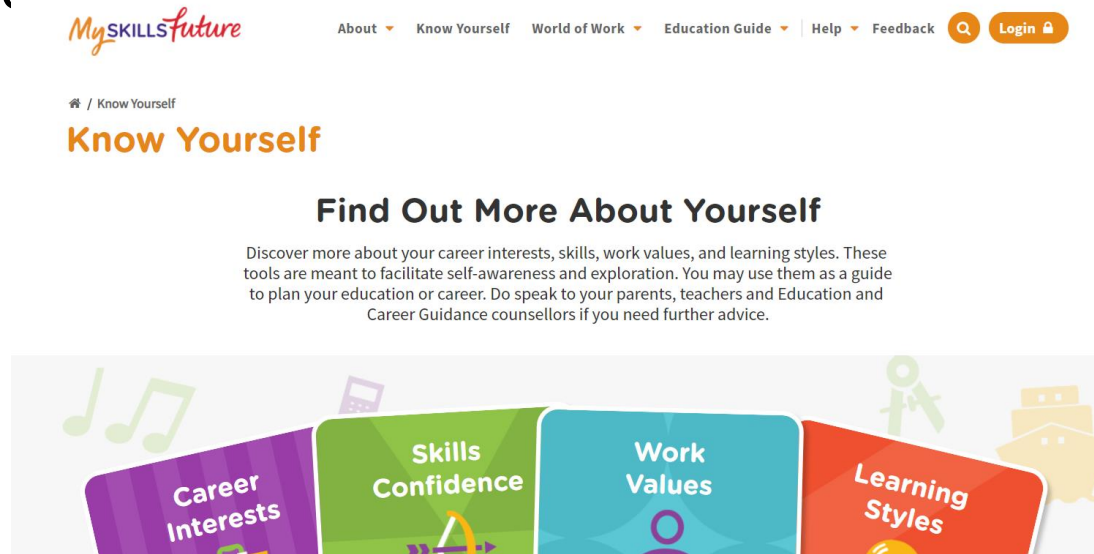 MySKILLSfuture
About Know Yourself World of Work Education Guide Help Feedback Login
/ Know Yourself
Know Yourself
Find Out More About Yourself
Discover more about your career interests, skills, work values, and learning styles. These
tools are meant to facilitate self-awareness and exploration. You may use them as a guide
to plan your education or career. Do speak to your parents, teachers and Education and
Career Guidance counsellors if you need further advice.
Career
Interests
Skills
Confidence
Work
Values
Learning
Styles